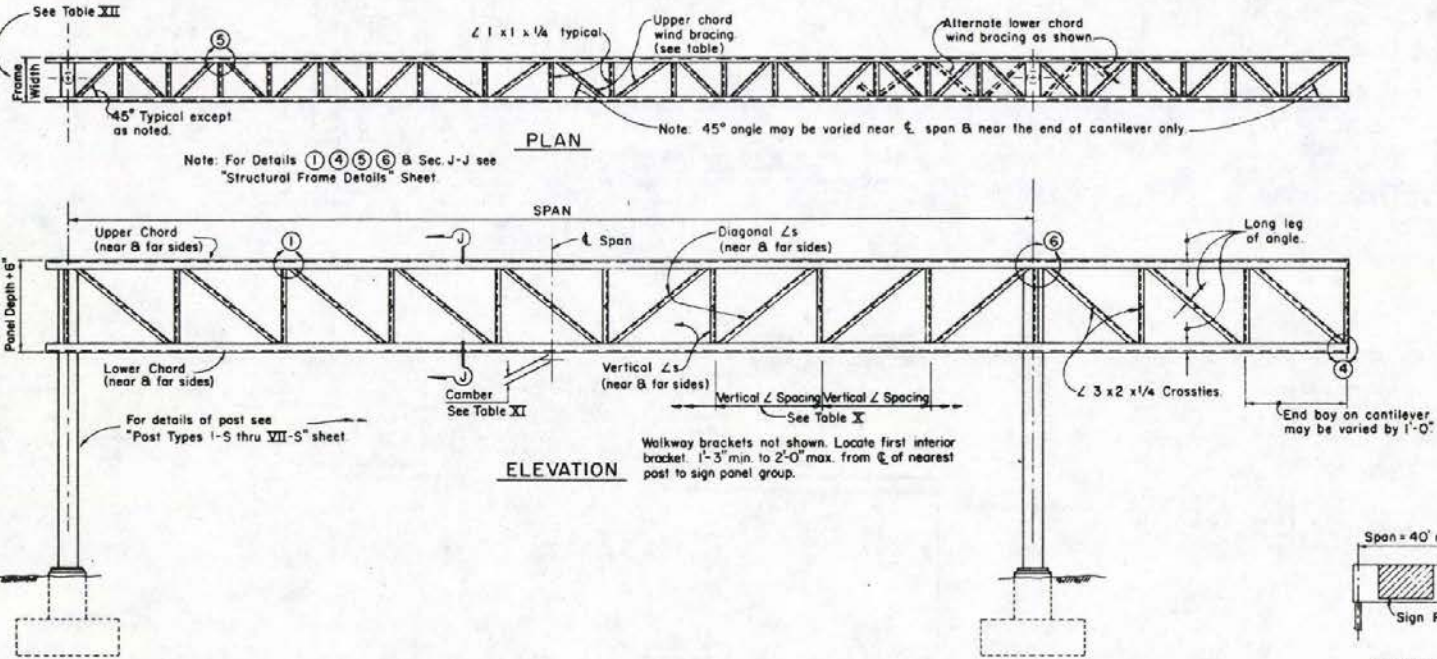 See Table XII
5
∠ 1 x 1 x 1/4 typical
Upper chord
wind bracing
(see table)
Alternate lower chord
wind bracing as shown.
Frame
Width
45° Typical except
as noted.
Note: 45° angle may be varied near ℄ span & near the end of cantilever only.
PLAN
Note: For Details ① ④ ⑤ ⑥ & Sec. J-J see
"Structural Frame Details" Sheet.
SPAN
Upper Chord
(near & far sides)
1
J
℄ Span
Diagonal ∠s
(near & far sides)
6
Long leg
of angle.
Panel Depth + 6"
Lower Chord
(near & far sides)
J
Camber
See Table XI
Vertical ∠s
(near & far sides)
∠ 3 x 2 x 1/4 Crossties.
4
Vertical ∠ Spacing
Vertical ∠ Spacing
See Table X
End bay on cantilever
may be varied by 1'-0"
For details of post see
"Post Types I-S thru VII-S" sheet.
Walkway brackets not shown. Locate first interior
bracket. 1'-3" min. to 2'-0" max. from ℄ of nearest
post to sign panel group.
ELEVATION
Span = 40'
Sign